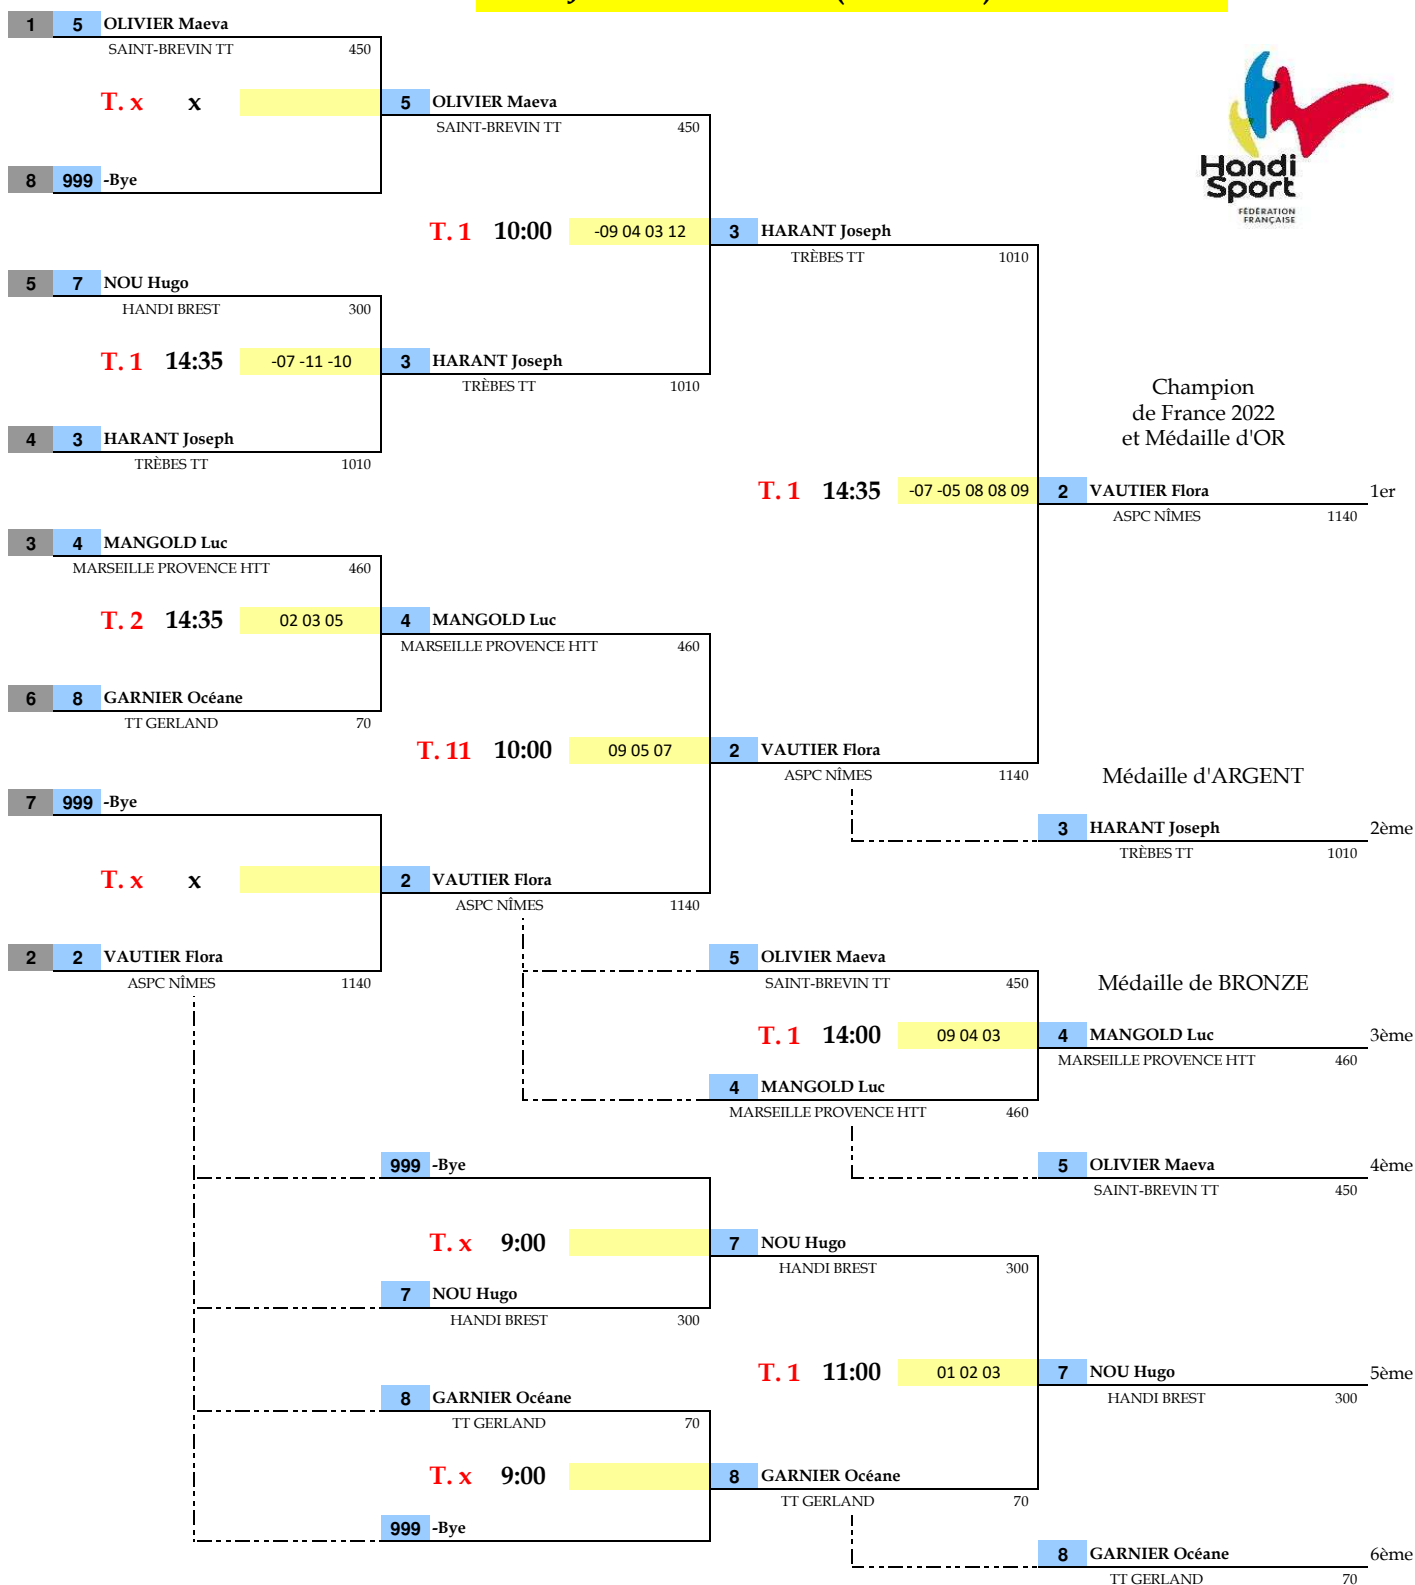 1 5 OLIVIER Maeva
SAINT-BREVIN TT 450
T. x x
5 OLIVIER Maeva
SAINT-BREVIN TT 450
8 999 -Bye
T. 1 10:00 -09 04 03 12
3 HARANT Joseph
TRÈBES TT 1010
Handi
Sport
FÉDÉRATION
FRANÇAISE
5 7 NOU Hugo
HANDI BREST 300
T. 1 14:35 -07 -11 -10
3 HARANT Joseph
TRÈBES TT 1010
4 3 HARANT Joseph
TRÈBES TT 1010
Champion
de France 2022
et Médaille d'OR
T. 1 14:35 -07 -05 08 08 09
2 VAUTIER Flora 1er
ASPC NÎMES 1140
3 4 MANGOLD Luc
MARSEILLE PROVENCE HTT 460
T. 2 14:35 02 03 05
4 MANGOLD Luc
MARSEILLE PROVENCE HTT 460
6 8 GARNIER Océane
TT GERLAND 70
T. 11 10:00 09 05 07
2 VAUTIER Flora
ASPC NÎMES 1140
Médaille d'ARGENT
7 999 -Bye
3 HARANT Joseph 2ème
TRÈBES TT 1010
T. x x
2 VAUTIER Flora
ASPC NÎMES 1140
2 2 VAUTIER Flora
ASPC NÎMES 1140
5 OLIVIER Maeva
SAINT-BREVIN TT 450
Médaille de BRONZE
T. 1 14:00 09 04 03
4 MANGOLD Luc 3ème
MARSEILLE PROVENCE HTT 460
4 MANGOLD Luc
MARSEILLE PROVENCE HTT 460
999 -Bye
5 OLIVIER Maeva 4ème
SAINT-BREVIN TT 450
T. x 9:00
7 NOU Hugo
HANDI BREST 300
7 NOU Hugo
HANDI BREST 300
T. 1 11:00 01 02 03
7 NOU Hugo 5ème
HANDI BREST 300
8 GARNIER Océane
TT GERLAND 70
T. x 9:00
8 GARNIER Océane
TT GERLAND 70
999 -Bye
8 GARNIER Océane 6ème
TT GERLAND 70